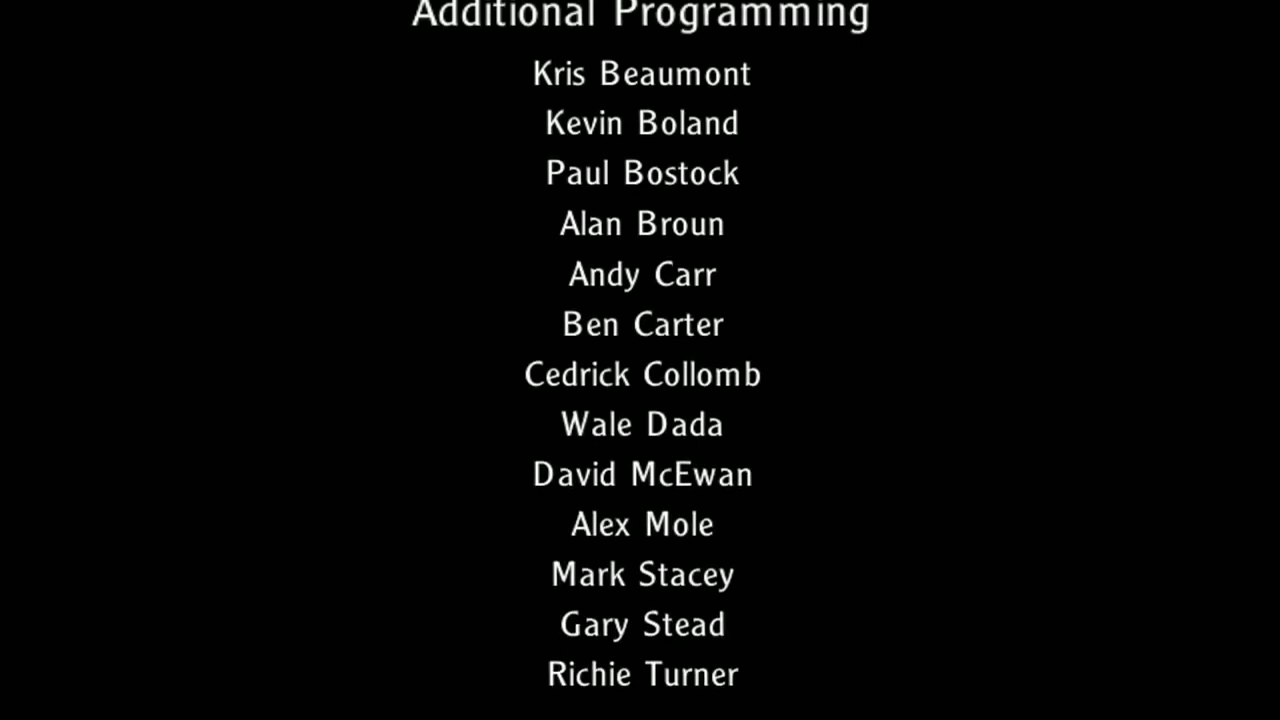 Additional Programming
Kris Beaumont
Kevin Boland
Paul Bostock
Alan Broun
Andy Carr
Ben Carter
Cedrick Collomb
Wale Dada
David McEwan
Alex Mole
Mark Stacey
Gary Stead
Richie Turner